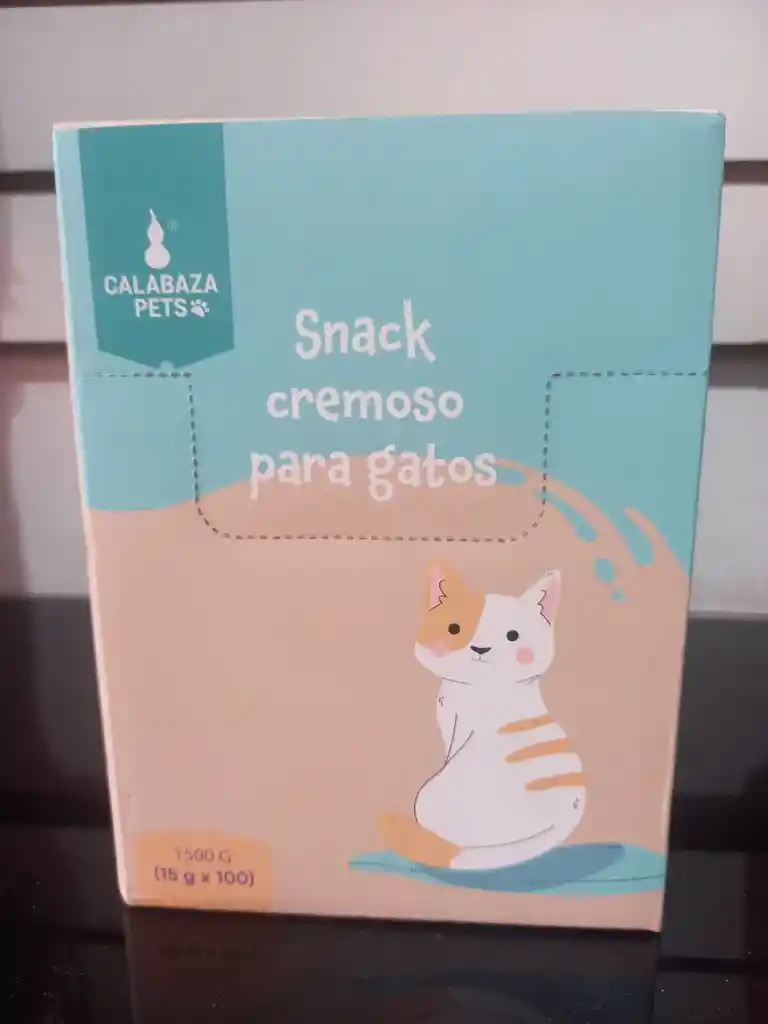 CALABAZA
PETS
Snack
cremoso
para gatos
1500 G
(15 g x 100)